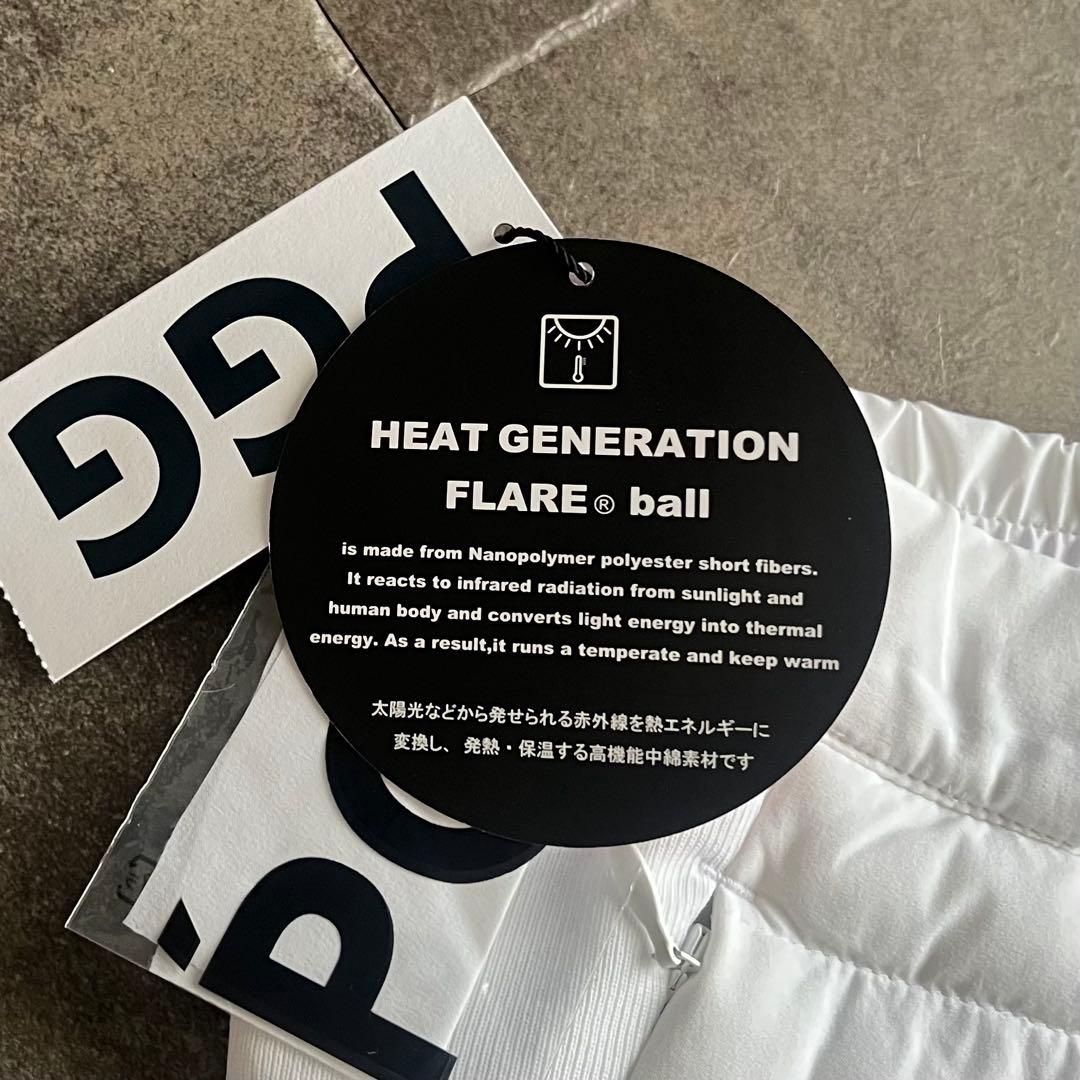 PGG
HEAT GENERATION
FLARE® ball
is made from Nanopolymer polyester short fibers.
It reacts to infrared radiation from sunlight and
human body and converts light energy into thermal
energy. As a result,it runs a temperate and keep warm
太陽光などから発せられる赤外線を熱エネルギーに
変換し、発熱・保温する高機能中綿素材です